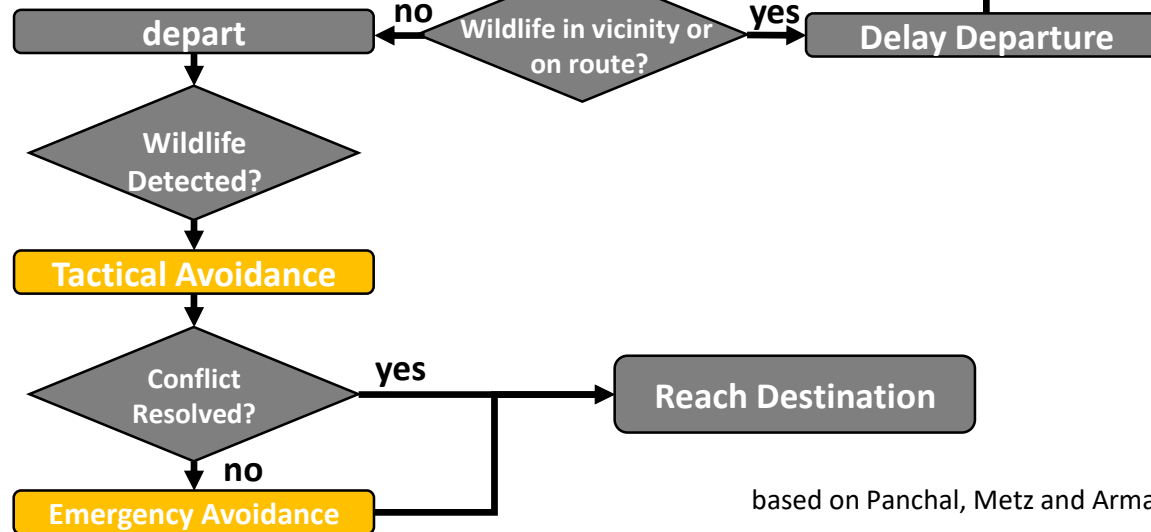 no
yes
depart
Wildlife in vicinity or
on route?
Delay Departure
Wildlife
Detected?
Tactical Avoidance
Conflict
Resolved?
yes
Reach Destination
no
Emergency Avoidance
based on Panchal, Metz and Arma